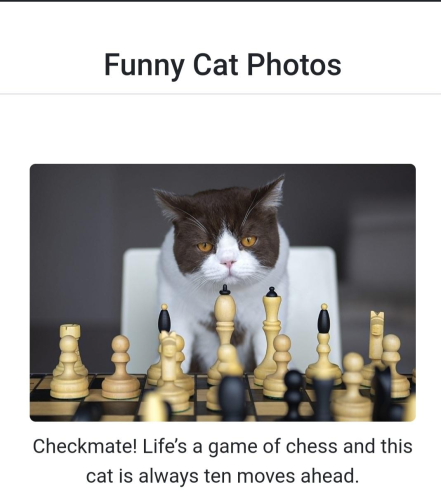 Funny Cat Photos
Checkmate! Life’s a game of chess and this
cat is always ten moves ahead.